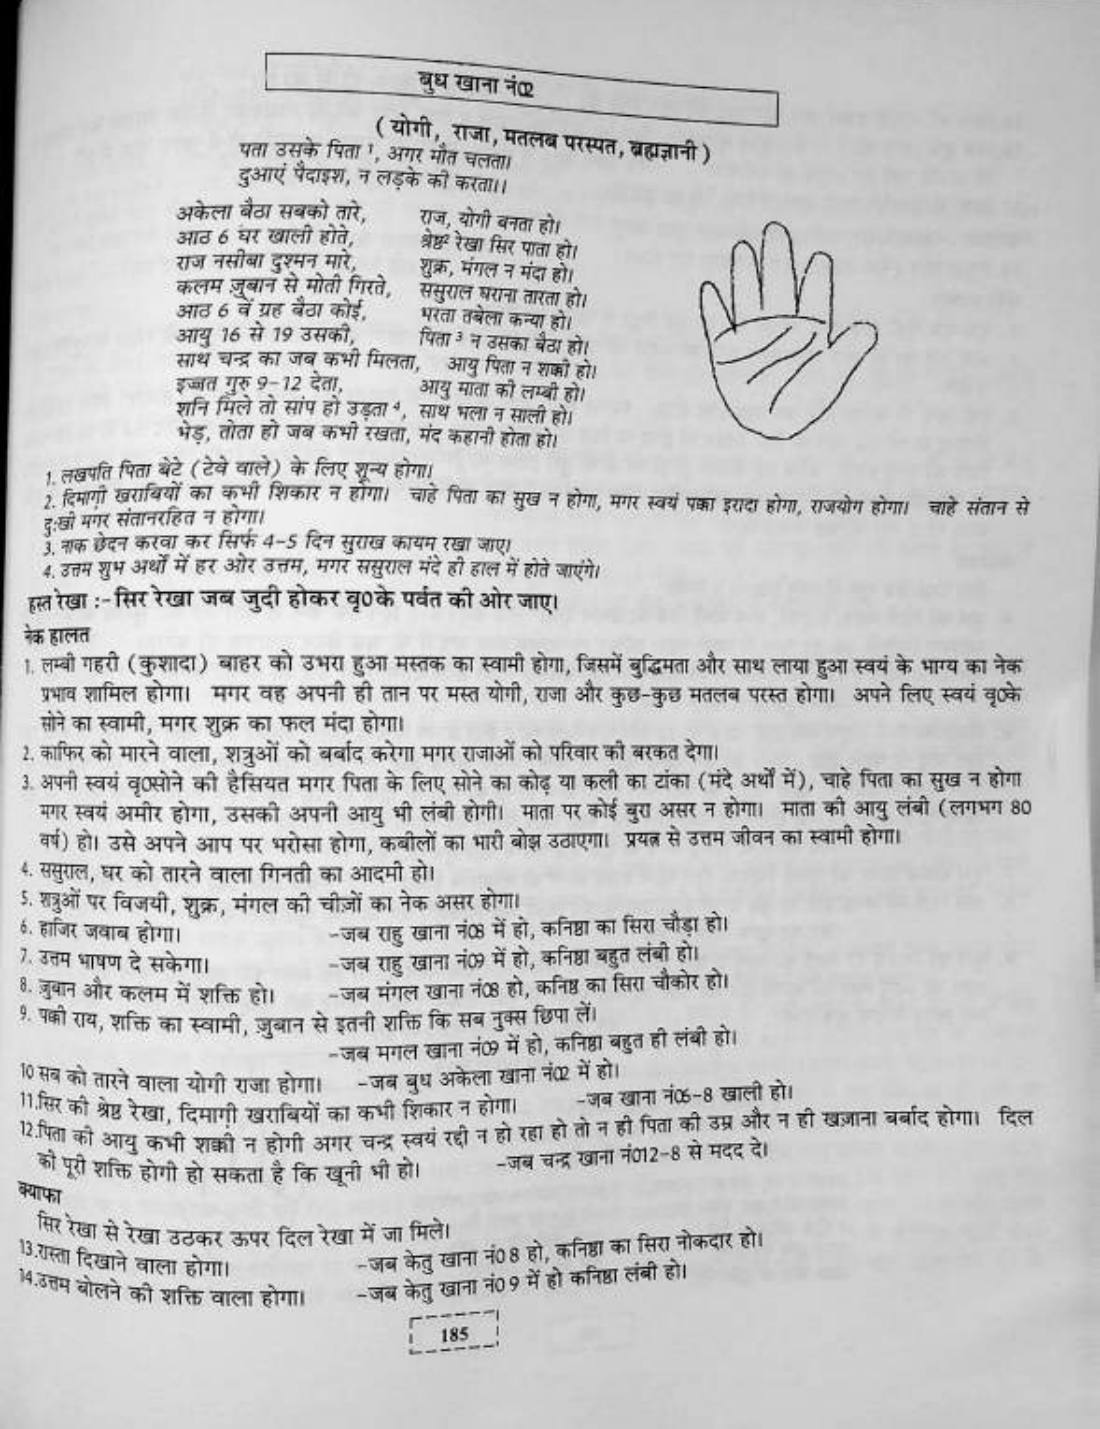 बुध खाना नं02
( योगी, राजा, मतलब परस्पत, ब्रह्मज्ञानी )
पता उसके पिता ¹, अगर मौत चलता।
दुआएं पैदाइश, न लड़के की करता।।
अकेला बैठा सबको तारे, राज, योगी बनता हो।
आठ 6 घर खाली होते, श्रेष्ठ² रेखा सिर पाता हो।
राज नसीबा दुश्मन मारे, शुक्र, मंगल न मंदा हो।
कलम ज़ुबान से मोती गिरते, ससुराल घराना तारता हो।
आठ 6 वें ग्रह बैठा कोई, भरता तबेला कन्या हो।
आयु 16 से 19 उसकी, पिता ³ न उसका बैठा हो।
साथ चन्द्र का जब कभी मिलता, आयु पिता न शक्की हो।
इज्जत गुरु 9-12 देता, आयु माता की लम्बी हो।
शनि मिले तो सांप हो उड़ता ⁴, साथ भला न साली हो।
भेड़, तोता हो जब कभी रखता, मंद कहानी होता हो।
1. लखपति पिता बेटे (टेवे वाले) के लिए शून्य होगा।
2. दिमाग़ी खराबियों का कभी शिकार न होगा। चाहे पिता का सुख न होगा, मगर स्वयं पक्का इरादा होगा, राजयोग होगा। चाहे संतान से
दुःखी मगर संतानरहित न होगा।
3. नाक छेदन करवा कर सिर्फ 4-5 दिन सुराख कायम रखा जाए।
4. उत्तम शुभ अर्थों में हर ओर उत्तम, मगर ससुराल मंदे ही हाल में होते जाएंगे।
हस्त रेखा :- सिर रेखा जब जुदी होकर वृ0के पर्वत की ओर जाए।
नेक हालत
1. लम्बी गहरी (कुशादा) बाहर को उभरा हुआ मस्तक का स्वामी होगा, जिसमें बुद्धिमता और साथ लाया हुआ स्वयं के भाग्य का नेक
प्रभाव शामिल होगा। मगर वह अपनी ही तान पर मस्त योगी, राजा और कुछ-कुछ मतलब परस्त होगा। अपने लिए स्वयं वृ0के
सोने का स्वामी, मगर शुक्र का फल मंदा होगा।
2. काफिर को मारने वाला, शत्रुओं को बर्बाद करेगा मगर राजाओं को परिवार की बरकत देगा।
3. अपनी स्वयं वृ0सोने की हैसियत मगर पिता के लिए सोने का कोढ़ या कली का टांका (मंदे अर्थों में), चाहे पिता का सुख न होगा
मगर स्वयं अमीर होगा, उसकी अपनी आयु भी लंबी होगी। माता पर कोई बुरा असर न होगा। माता की आयु लंबी (लगभग 80
वर्ष) हो। उसे अपने आप पर भरोसा होगा, कबीलों का भारी बोझ उठाएगा। प्रयत्न से उत्तम जीवन का स्वामी होगा।
4. ससुराल, घर को तारने वाला गिनती का आदमी हो।
5. शत्रुओं पर विजयी, शुक्र, मंगल की चीज़ों का नेक असर होगा।
6. हाजिर जवाब होगा। -जब राहु खाना नं08 में हो, कनिष्ठा का सिरा चौड़ा हो।
7. उत्तम भाषण दे सकेगा। -जब राहु खाना नं09 में हो, कनिष्ठा बहुत लंबी हो।
8. ज़ुबान और कलम में शक्ति हो। -जब मंगल खाना नं08 हो, कनिष्ठ का सिरा चौकोर हो।
9. पक्की राय, शक्ति का स्वामी, ज़ुबान से इतनी शक्ति कि सब नुक्स छिपा लें।
-जब मगल खाना नं09 में हो, कनिष्ठा बहुत ही लंबी हो।
10 सब को तारने वाला योगी राजा होगा। -जब बुध अकेला खाना नं02 में हो।
11.सिर की श्रेष्ठ रेखा, दिमाग़ी खराबियों का कभी शिकार न होगा। -जब खाना नं06-8 खाली हो।
12.पिता की आयु कभी शक्की न होगी अगर चन्द्र स्वयं रद्दी न हो रहा हो तो न ही पिता की उम्र और न ही खज़ाना बर्बाद होगा। दिल
की पूरी शक्ति होगी हो सकता है कि खूनी भी हो। -जब चन्द्र खाना नं012-8 से मदद दे।
क्याफा
सिर रेखा से रेखा उठकर ऊपर दिल रेखा में जा मिले।
13.रास्ता दिखाने वाला होगा। -जब केतु खाना नं0 8 हो, कनिष्ठा का सिरा नोकदार हो।
14.उत्तम बोलने की शक्ति वाला होगा। -जब केतु खाना नं0 9 में हो कनिष्ठा लंबी हो।
185